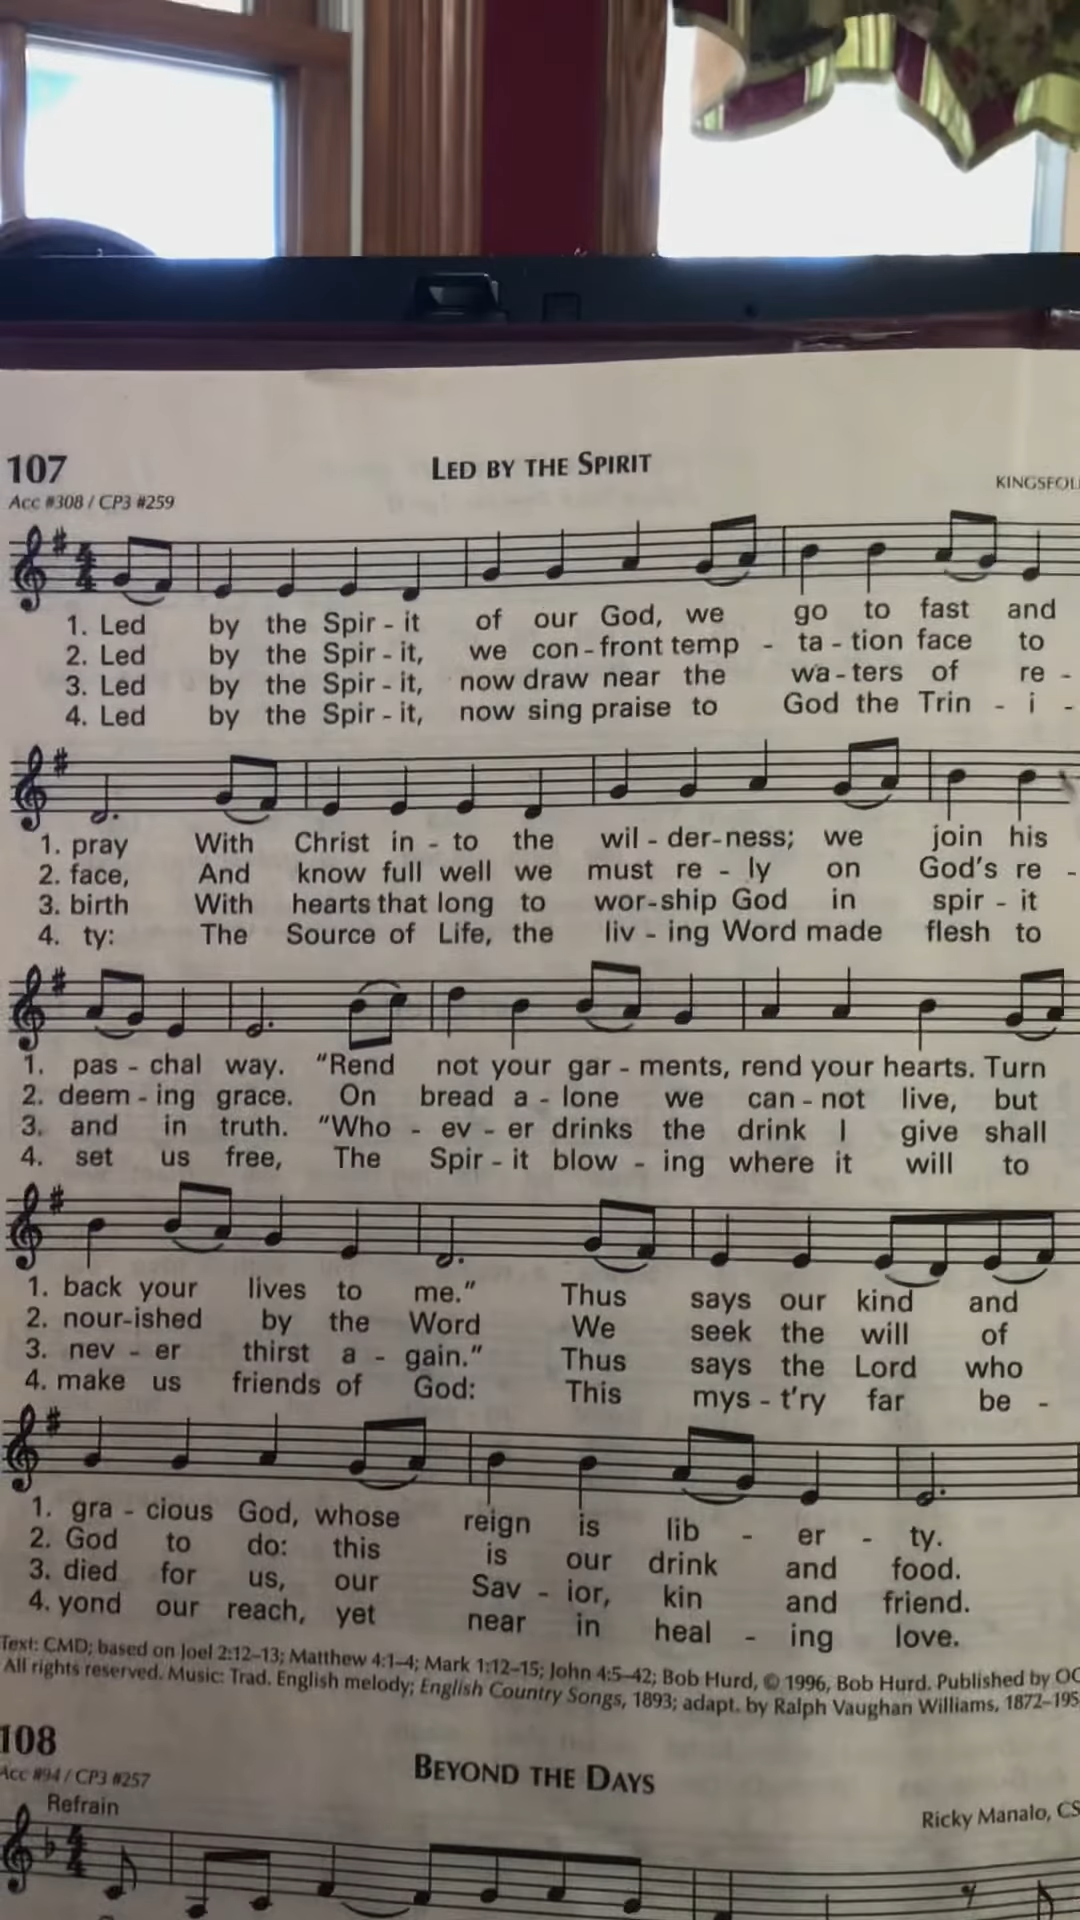 107
LED BY THE SPIRIT
KINGSFOL
Acc #308 / CP3 #259
1. Led by the Spir - it of our God, we go to fast and
2. Led by the Spir - it, we con - front temp - ta - tion face to
3. Led by the Spir - it, now draw near the wa - ters of re -
4. Led by the Spir - it, now sing praise to God the Trin - i -
1. pray With Christ in - to the wil - der - ness; we join his
2. face, And know full well we must re - ly on God's re -
3. birth With hearts that long to wor - ship God in spir - it
4. ty: The Source of Life, the liv - ing Word made flesh to
1. pas - chal way. “Rend not your gar - ments, rend your hearts. Turn
2. deem - ing grace. On bread a - lone we can - not live, but
3. and in truth. “Who - ev - er drinks the drink I give shall
4. set us free, The Spir - it blow - ing where it will to
1. back your lives to me.” Thus says our kind and
2. nour - ished by the Word We seek the will of
3. nev - er thirst a - gain.” Thus says the Lord who
4. make us friends of God: This mys - t'ry far be -
1. gra - cious God, whose reign is lib - er - ty.
2. God to do: this is our drink and food.
3. died for us, our Sav - ior, kin and friend.
4. yond our reach, yet near in heal - ing love.
Text: CMD; based on Joel 2:12–13; Matthew 4:1–4; Mark 1:12–15; John 4:5–42; Bob Hurd, © 1996, Bob Hurd. Published by OC
All rights reserved. Music: Trad. English melody; English Country Songs, 1893; adapt. by Ralph Vaughan Williams, 1872–195
108
BEYOND THE DAYS
Acc #94 / CP3 #257
Refrain
Ricky Manalo, CS